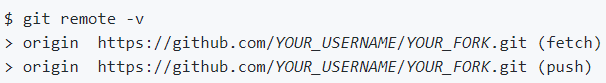 $ git remote -v
> origin  https://github.com/YOUR_USERNAME/YOUR_FORK.git (fetch)
> origin  https://github.com/YOUR_USERNAME/YOUR_FORK.git (push)